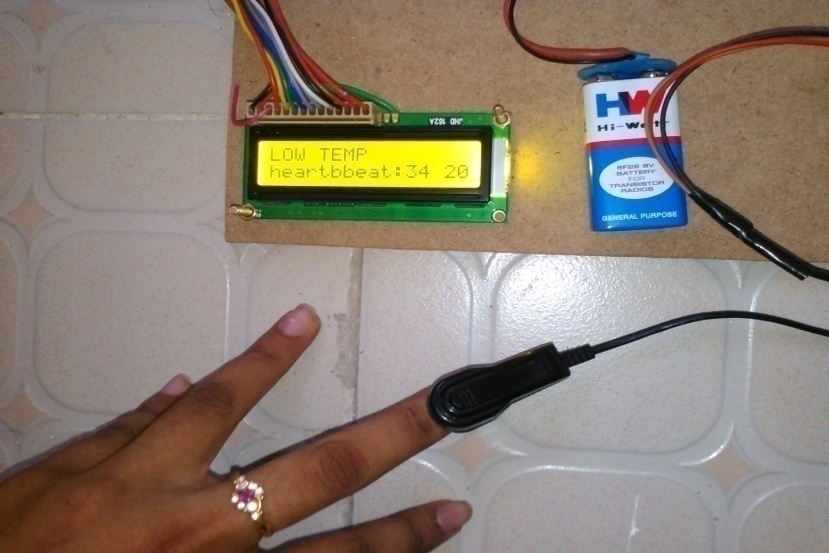 JHD 162A
LOW TEMP
heartbbeat:34 20
HW
Hi-Watt
6F22 9V
BATTERY
FOR
TRANSISTOR
RADIOS
GENERAL PURPOSE